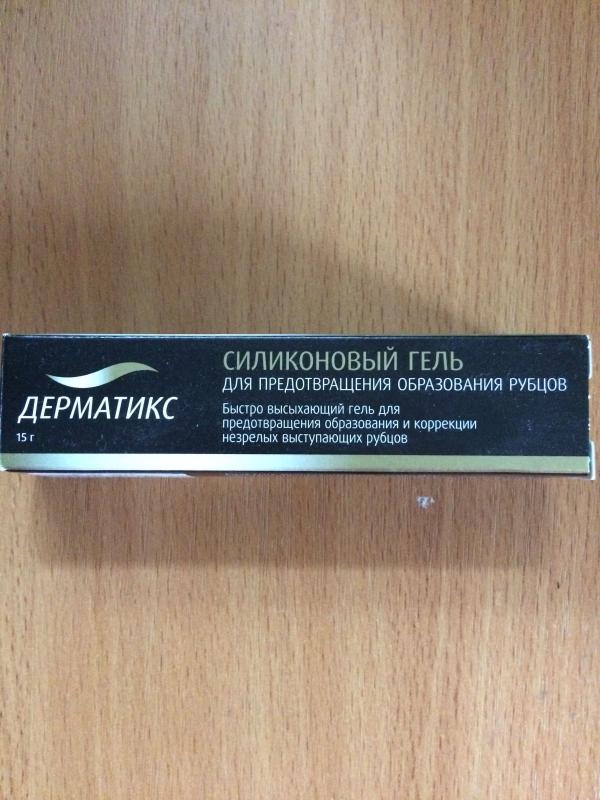 ДЕРМАТИКС
15 г
СИЛИКОНОВЫЙ ГЕЛЬ
ДЛЯ ПРЕДОТВРАЩЕНИЯ ОБРАЗОВАНИЯ РУБЦОВ
Быстро высыхающий гель для
предотвращения образования и коррекции
незрелых выступающих рубцов